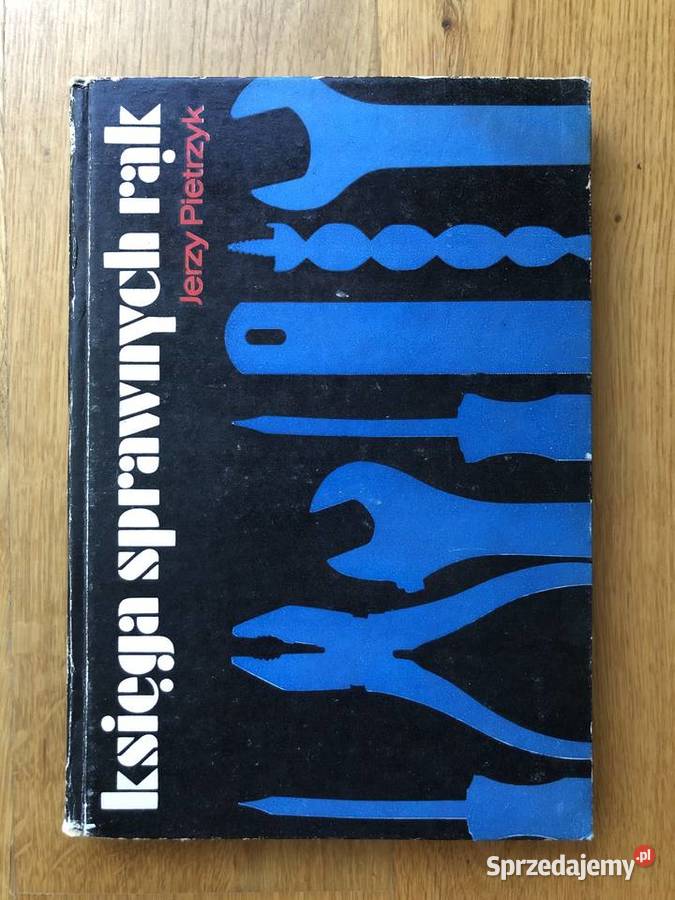 księga sprawnych rąk
Jerzy Pietrzyk
Sprzedajemy.pl